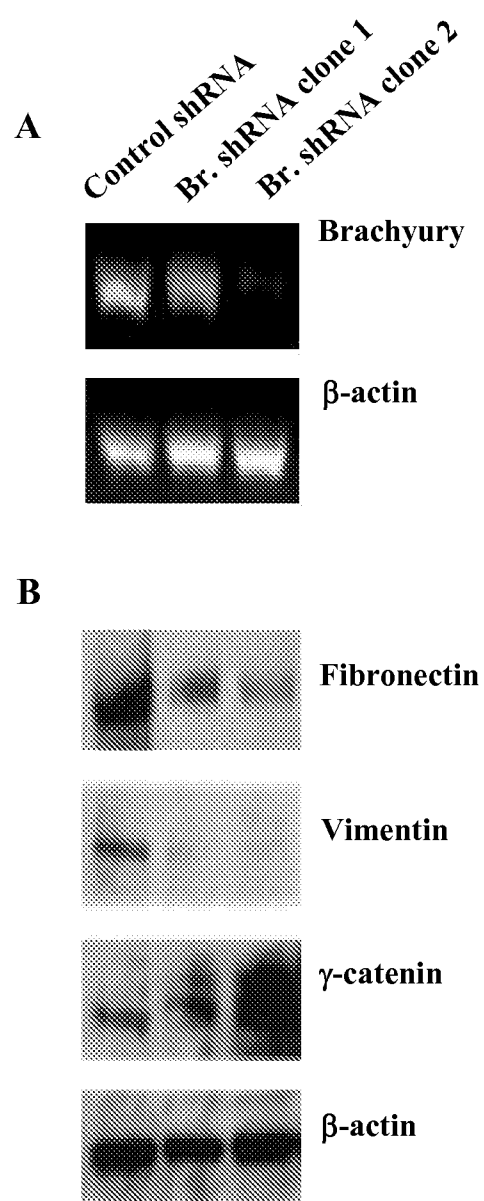 A
Control shRNA
Br. shRNA clone 1
Br. shRNA clone 2
Brachyury
β-actin
B
Fibronectin
Vimentin
γ-catenin
β-actin